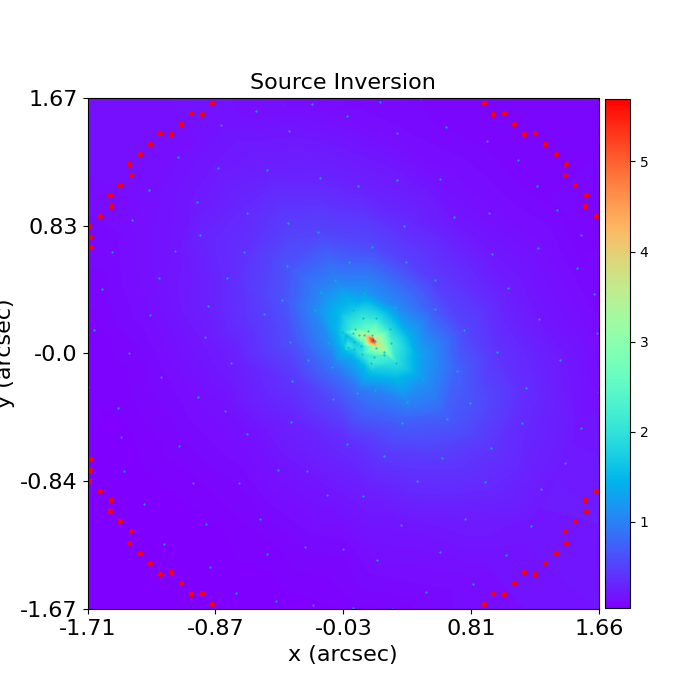 Source Inversion
1.67
0.83
-0.0
-0.84
-1.67
y (arcsec)
-1.71 -0.87 -0.03 0.81 1.66
x (arcsec)
5
4
3
2
1